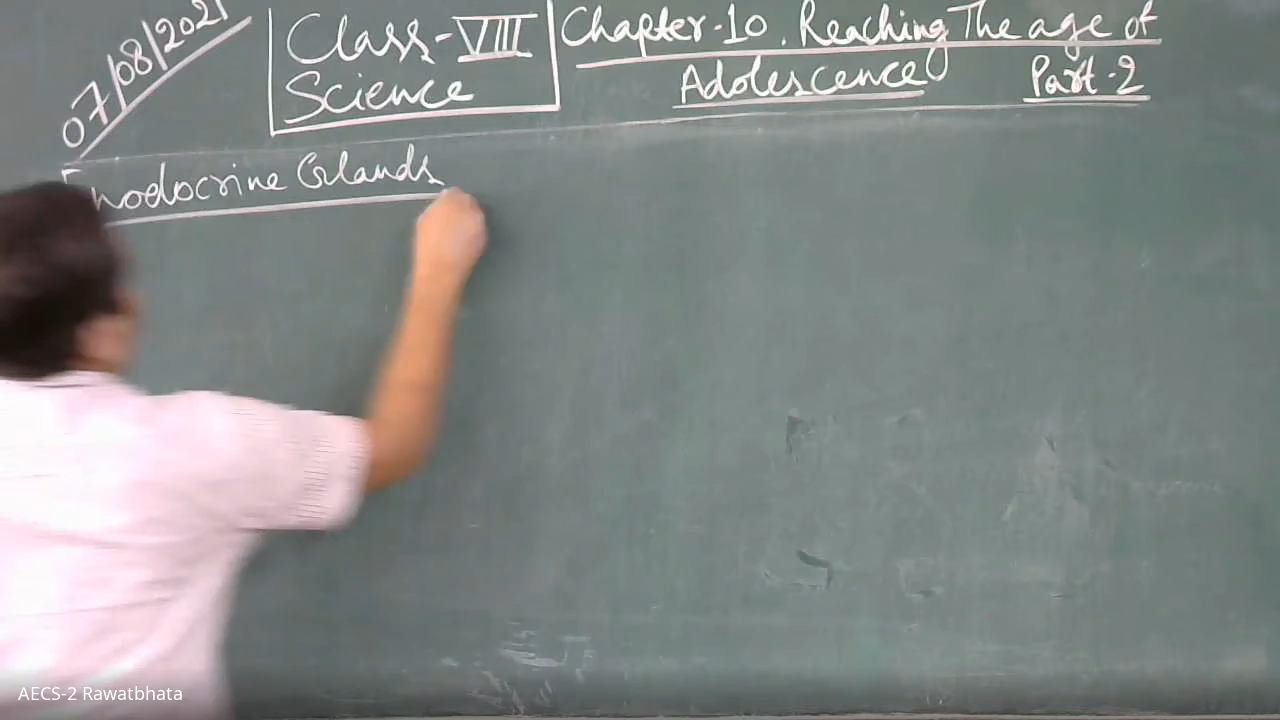 07/08/2021
Class-VIII
Science
Chapter-10. Reaching The age of
Adolescence Part-2
Endocrine Glands
AECS-2 Rawatbhata